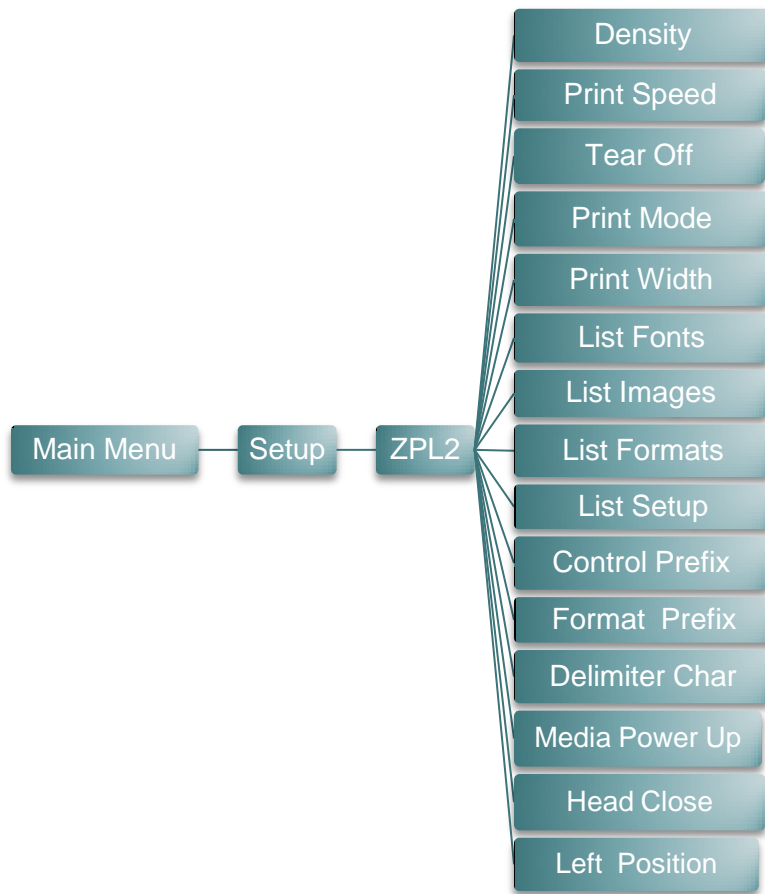 Density
Print Speed
Tear Off
Print Mode
Print Width
List Fonts
List Images
Main Menu
Setup
ZPL2
List Formats
List Setup
Control Prefix
Format  Prefix
Delimiter Char
Media Power Up
Head Close
Left  Position